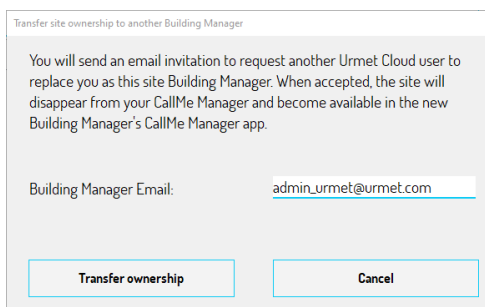 Transfer site ownership to another Building Manager
You will send an email invitation to request another Urmet Cloud user to
replace you as this site Building Manager. When accepted, the site will
disappear from your CallMe Manager and become available in the new
Building Manager's CallMe Manager app.
Building Manager Email: admin_urmet@urmet.com
Transfer ownership Cancel